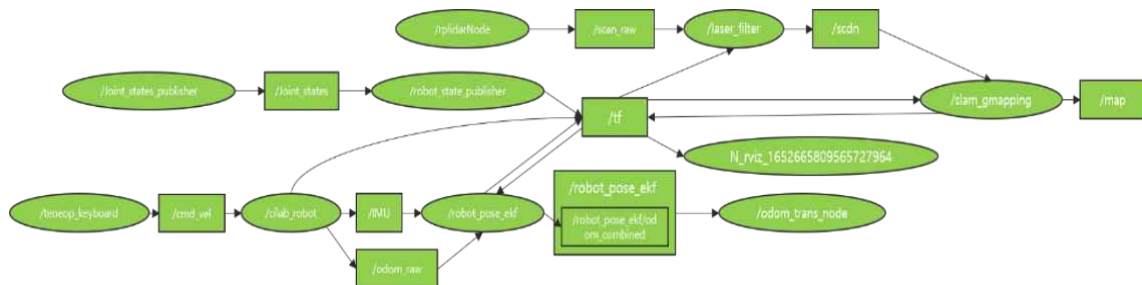 /rplidarNode
/scan_raw
/laser_filter
/scdn
/Joint_states_publisher
/Joint_states
/robot_state_publisher
/tf
/slam_gmapping
/map
N_rviz_1652665809565727964
/teoeop_keyboard
/cmd_vel
/cilab_robot
/IMU
/robot_pose_ekf
/robot_pose_ekf
/robot_pose_ekf/od
om_combined
/odom_trans_node
/odom_raw